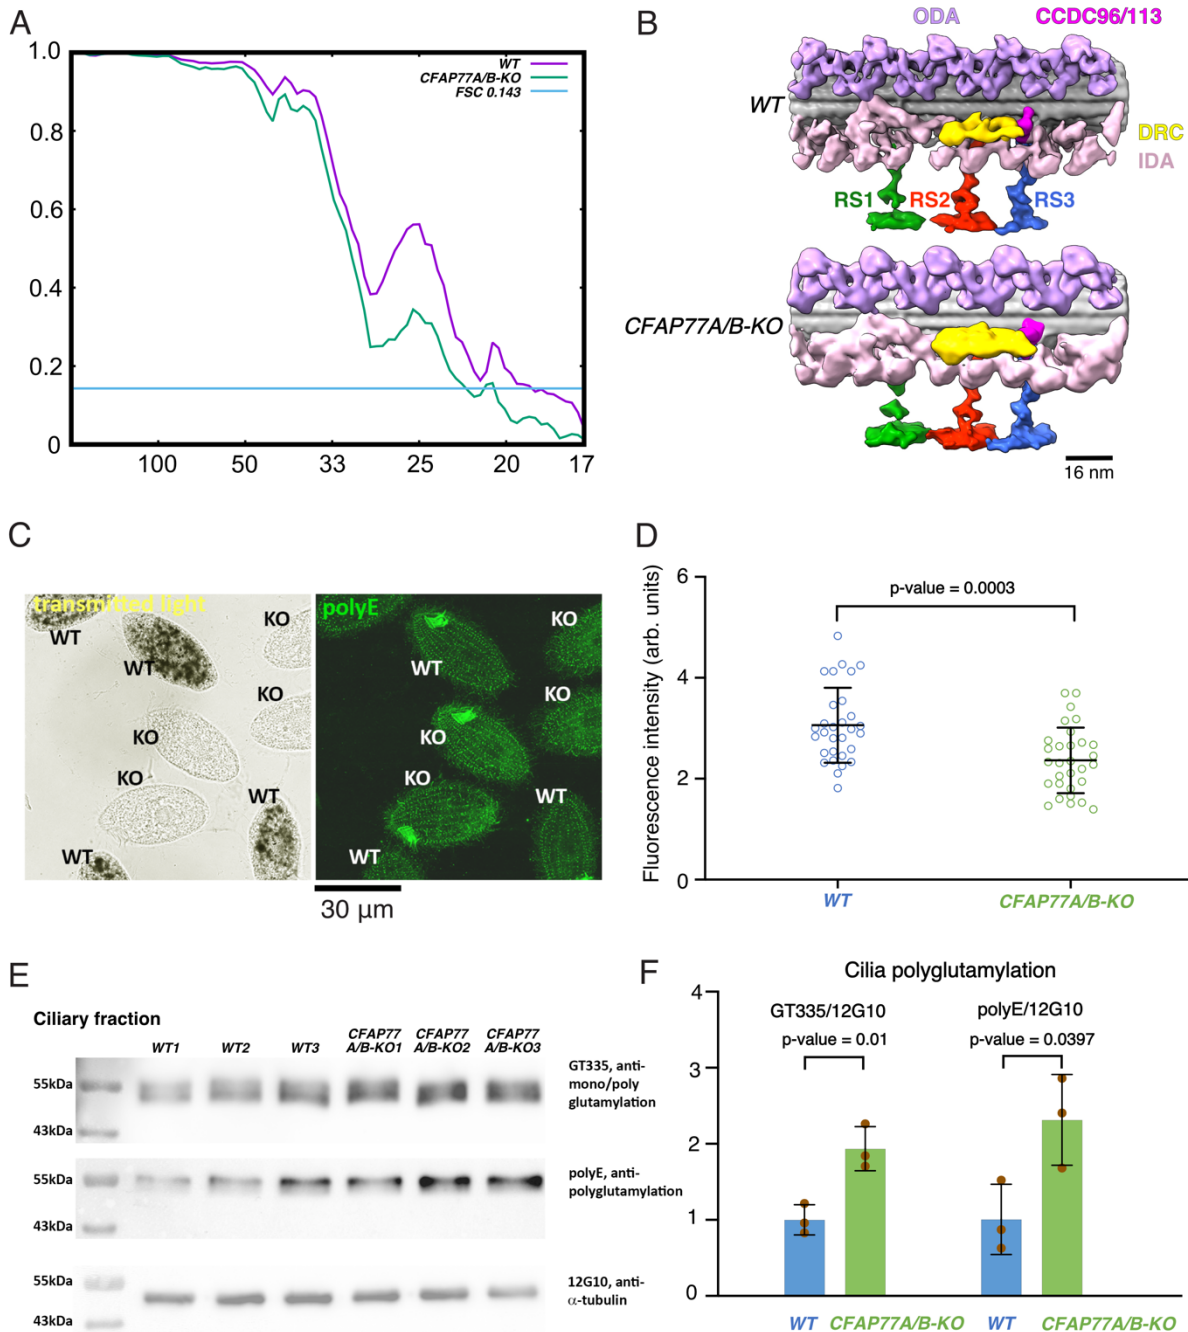 A
1.0
0.8
0.6
0.4
0.2
0
100
50
33
25
20
17
WT
CFAP77A/B-KO
FSC 0.143
B
ODA
CCDC96/113
WT
DRC
IDA
RS1
RS2
RS3
CFAP77A/B-KO
16 nm
C
transmitted light
WT
WT
KO
KO
KO
KO
WT
WT
polyE
KO
WT
KO
KO
KO
WT
WT
30 μm
D
Fluorescence intensity (arb. units)
6
4
2
0
p-value = 0.0003
WT
CFAP77A/B-KO
E
Ciliary fraction
WT1
WT2
WT3
CFAP77
A/B-KO1
CFAP77
A/B-KO2
CFAP77
A/B-KO3
55kDa
43kDa
GT335, anti-
mono/poly
glutamylation
55kDa
43kDa
polyE, anti-
polyglutamylation
55kDa
43kDa
12G10, anti-
α-tubulin
F
Cilia polyglutamylation
4
3
2
1
0
GT335/12G10
p-value = 0.01
polyE/12G10
p-value = 0.0397
WT
CFAP77A/B-KO
WT
CFAP77A/B-KO